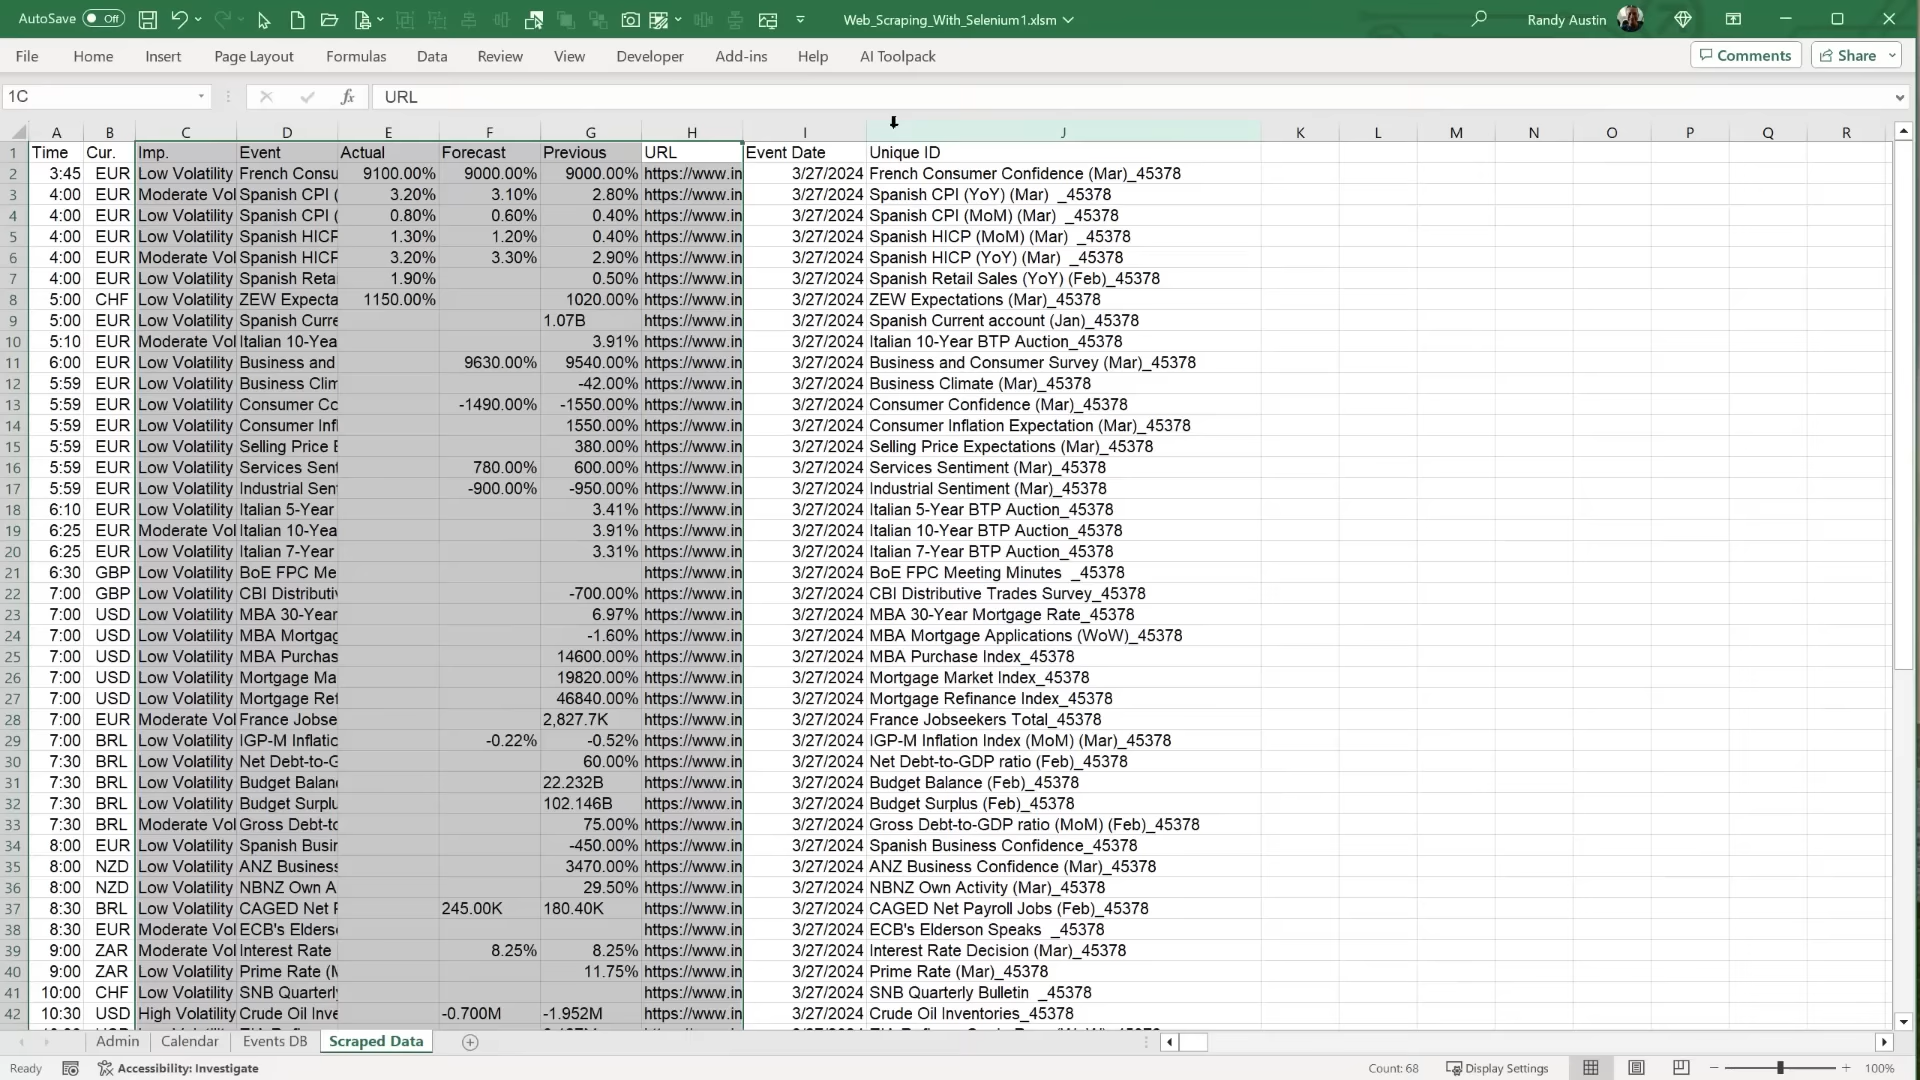 AutoSave Off Web_Scraping_With_Selenium1.xlsm Randy Austin
File Home Insert Page Layout Formulas Data Review View Developer Add-ins Help AI Toolpack Comments Share
1C fx URL
A B C D E F G H I J K L M N O P Q R
1 Time Cur. Imp. Event Actual Forecast Previous URL Event Date Unique ID
2 3:45 EUR Low Volatility French Consu 9100.00% 9000.00% 9000.00% https://www.in 3/27/2024 French Consumer Confidence (Mar)_45378
3 4:00 EUR Moderate Vol Spanish CPI ( 3.20% 3.10% 2.80% https://www.in 3/27/2024 Spanish CPI (YoY) (Mar) _45378
4 4:00 EUR Low Volatility Spanish CPI ( 0.80% 0.60% 0.40% https://www.in 3/27/2024 Spanish CPI (MoM) (Mar) _45378
5 4:00 EUR Low Volatility Spanish HICP 1.30% 1.20% 0.40% https://www.in 3/27/2024 Spanish HICP (MoM) (Mar) _45378
6 4:00 EUR Moderate Vol Spanish HICP 3.20% 3.30% 2.90% https://www.in 3/27/2024 Spanish HICP (YoY) (Mar) _45378
7 4:00 EUR Low Volatility Spanish Retai 1.90% 0.50% https://www.in 3/27/2024 Spanish Retail Sales (YoY) (Feb)_45378
8 5:00 CHF Low Volatility ZEW Expecta 1150.00% 1020.00% https://www.in 3/27/2024 ZEW Expectations (Mar)_45378
9 5:00 EUR Low Volatility Spanish Curre 1.07B https://www.in 3/27/2024 Spanish Current account (Jan)_45378
10 5:10 EUR Moderate Vol Italian 10-Yea 3.91% https://www.in 3/27/2024 Italian 10-Year BTP Auction_45378
11 6:00 EUR Low Volatility Business and 9630.00% 9540.00% https://www.in 3/27/2024 Business and Consumer Survey (Mar)_45378
12 5:59 EUR Low Volatility Business Clim -42.00% https://www.in 3/27/2024 Business Climate (Mar)_45378
13 5:59 EUR Low Volatility Consumer Co -1490.00% -1550.00% https://www.in 3/27/2024 Consumer Confidence (Mar)_45378
14 5:59 EUR Low Volatility Consumer Infl 1550.00% https://www.in 3/27/2024 Consumer Inflation Expectation (Mar)_45378
15 5:59 EUR Low Volatility Selling Price E 380.00% https://www.in 3/27/2024 Selling Price Expectations (Mar)_45378
16 5:59 EUR Low Volatility Services Sent 780.00% 600.00% https://www.in 3/27/2024 Services Sentiment (Mar)_45378
17 5:59 EUR Low Volatility Industrial Sen -900.00% -950.00% https://www.in 3/27/2024 Industrial Sentiment (Mar)_45378
18 6:10 EUR Low Volatility Italian 5-Year 3.41% https://www.in 3/27/2024 Italian 5-Year BTP Auction_45378
19 6:25 EUR Moderate Vol Italian 10-Yea 3.91% https://www.in 3/27/2024 Italian 10-Year BTP Auction_45378
20 6:25 EUR Low Volatility Italian 7-Year 3.31% https://www.in 3/27/2024 Italian 7-Year BTP Auction_45378
21 6:30 GBP Low Volatility BoE FPC Me https://www.in 3/27/2024 BoE FPC Meeting Minutes _45378
22 7:00 GBP Low Volatility CBI Distributiv -700.00% https://www.in 3/27/2024 CBI Distributive Trades Survey_45378
23 7:00 USD Low Volatility MBA 30-Year 6.97% https://www.in 3/27/2024 MBA 30-Year Mortgage Rate_45378
24 7:00 USD Low Volatility MBA Mortgag -1.60% https://www.in 3/27/2024 MBA Mortgage Applications (WoW)_45378
25 7:00 USD Low Volatility MBA Purchas 14600.00% https://www.in 3/27/2024 MBA Purchase Index_45378
26 7:00 USD Low Volatility Mortgage Ma 19820.00% https://www.in 3/27/2024 Mortgage Market Index_45378
27 7:00 USD Low Volatility Mortgage Ref 46840.00% https://www.in 3/27/2024 Mortgage Refinance Index_45378
28 7:00 EUR Moderate Vol France Jobse 2,827.7K https://www.in 3/27/2024 France Jobseekers Total_45378
29 7:00 BRL Low Volatility IGP-M Inflatic -0.22% -0.52% https://www.in 3/27/2024 IGP-M Inflation Index (MoM) (Mar)_45378
30 7:30 BRL Low Volatility Net Debt-to-G 60.00% https://www.in 3/27/2024 Net Debt-to-GDP ratio (Feb)_45378
31 7:30 BRL Low Volatility Budget Balan 22.232B https://www.in 3/27/2024 Budget Balance (Feb)_45378
32 7:30 BRL Low Volatility Budget Surplu 102.146B https://www.in 3/27/2024 Budget Surplus (Feb)_45378
33 7:30 BRL Moderate Vol Gross Debt-to 75.00% https://www.in 3/27/2024 Gross Debt-to-GDP ratio (MoM) (Feb)_45378
34 8:00 EUR Low Volatility Spanish Busir -450.00% https://www.in 3/27/2024 Spanish Business Confidence_45378
35 8:00 NZD Low Volatility ANZ Business 3470.00% https://www.in 3/27/2024 ANZ Business Confidence (Mar)_45378
36 8:00 NZD Low Volatility NBNZ Own A 29.50% https://www.in 3/27/2024 NBNZ Own Activity (Mar)_45378
37 8:30 BRL Low Volatility CAGED Net P 245.00K 180.40K https://www.in 3/27/2024 CAGED Net Payroll Jobs (Feb)_45378
38 8:30 EUR Moderate Vol ECB's Elders https://www.in 3/27/2024 ECB's Elderson Speaks _45378
39 9:00 ZAR Moderate Vol Interest Rate 8.25% 8.25% https://www.in 3/27/2024 Interest Rate Decision (Mar)_45378
40 9:00 ZAR Low Volatility Prime Rate (M 11.75% https://www.in 3/27/2024 Prime Rate (Mar)_45378
41 10:00 CHF Low Volatility SNB Quarterly https://www.in 3/27/2024 SNB Quarterly Bulletin _45378
42 10:30 USD High Volatility Crude Oil Inve -0.700M -1.952M https://www.in 3/27/2024 Crude Oil Inventories_45378
Admin Calendar Events DB Scraped Data
Ready Accessibility: Investigate Count: 68 Display Settings 100%